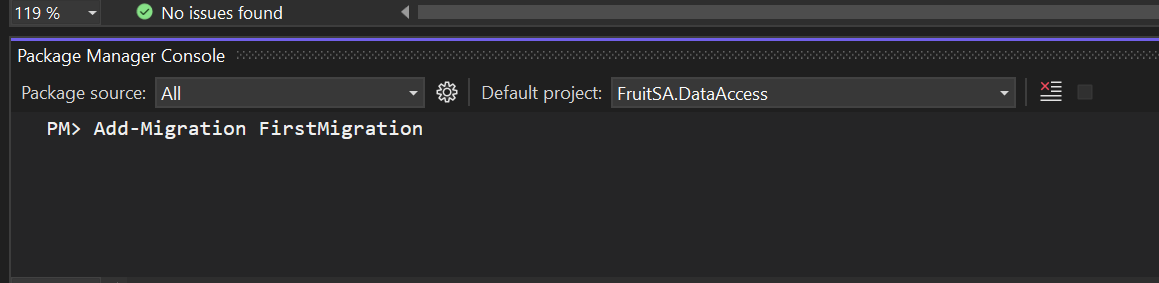 119 % No issues found
Package Manager Console
Package source: All Default project: FruitSA.DataAccess
PM> Add-Migration FirstMigration